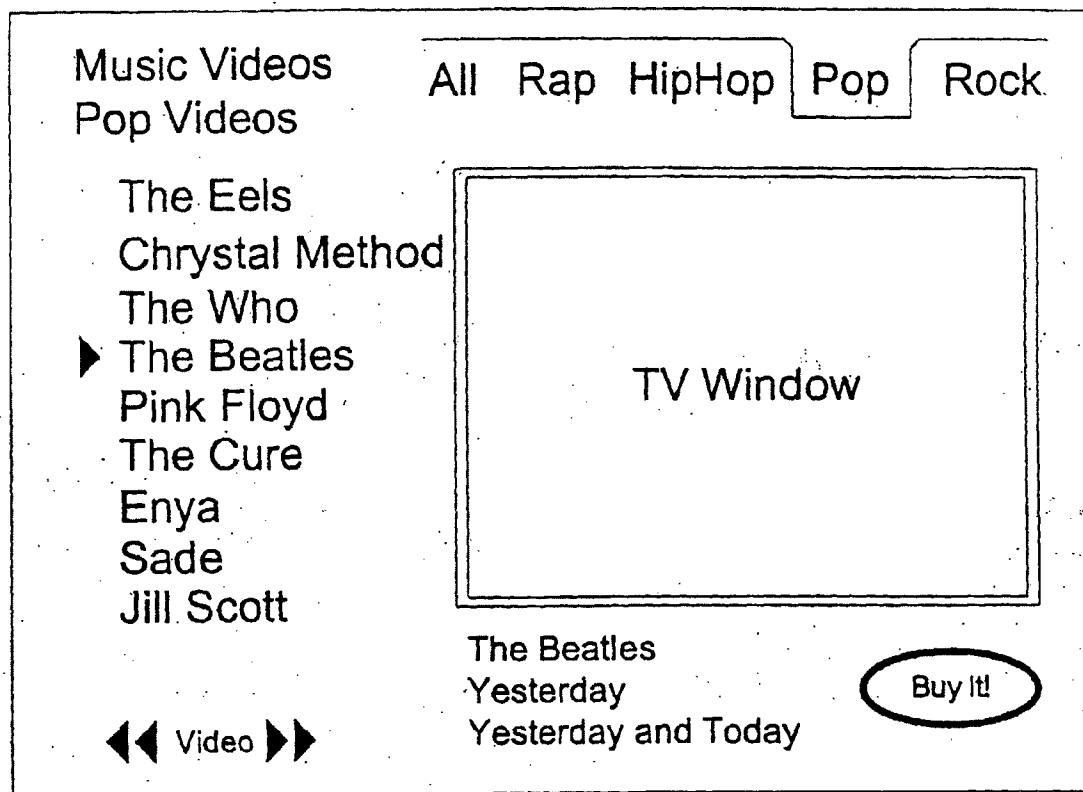 Music Videos
Pop Videos
All Rap HipHop Pop Rock
The Eels
Chrystal Method
The Who
The Beatles
Pink Floyd
The Cure
Enya
Sade
Jill Scott
Video
TV Window
The Beatles
Yesterday
Yesterday and Today
Buy It!